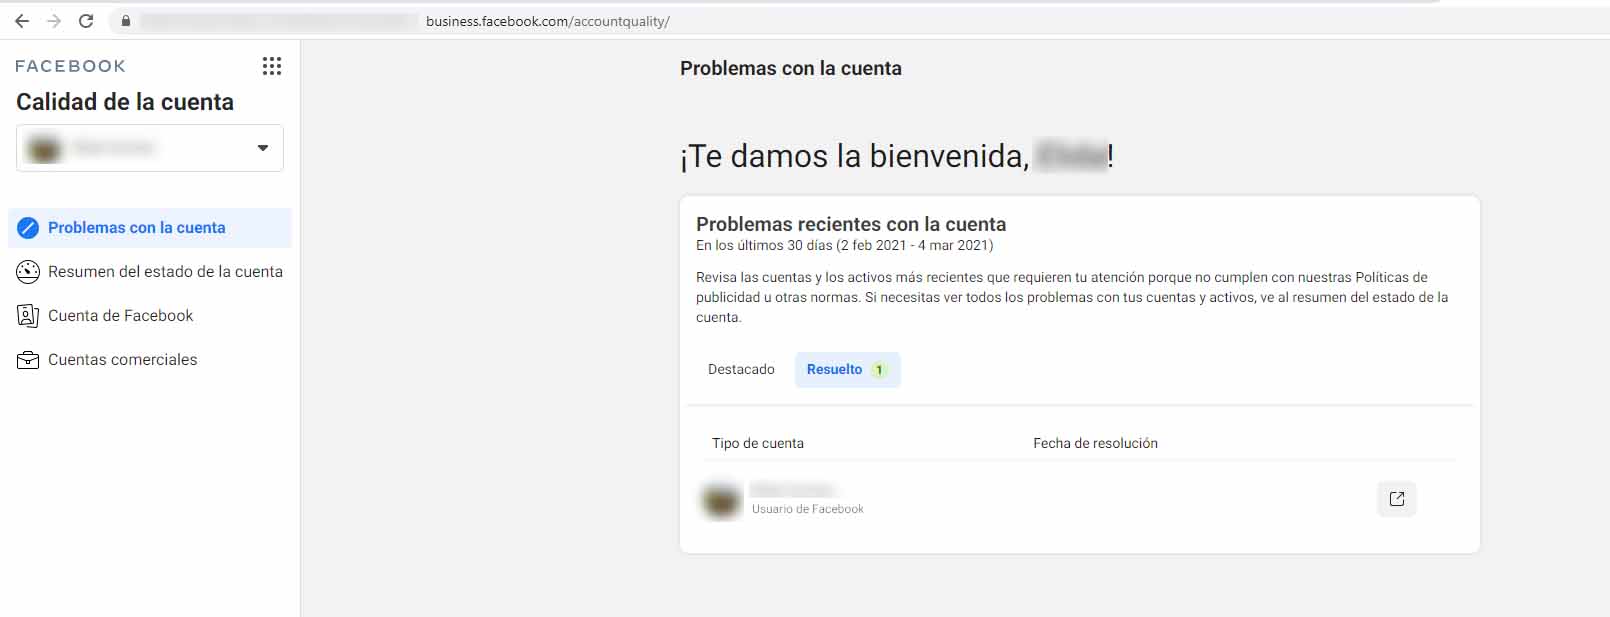 business.facebook.com/accountquality/
FACEBOOK
Calidad de la cuenta
Problemas con la cuenta
Resumen del estado de la cuenta
Cuenta de Facebook
Cuentas comerciales
Problemas con la cuenta
¡Te damos la bienvenida, !
Problemas recientes con la cuenta
En los últimos 30 días (2 feb 2021 - 4 mar 2021)
Revisa las cuentas y los activos más recientes que requieren tu atención porque no cumplen con nuestras Políticas de
publicidad u otras normas. Si necesitas ver todos los problemas con tus cuentas y activos, ve al resumen del estado de la
cuenta.
Destacado Resuelto 1
Tipo de cuenta Fecha de resolución
Usuario de Facebook